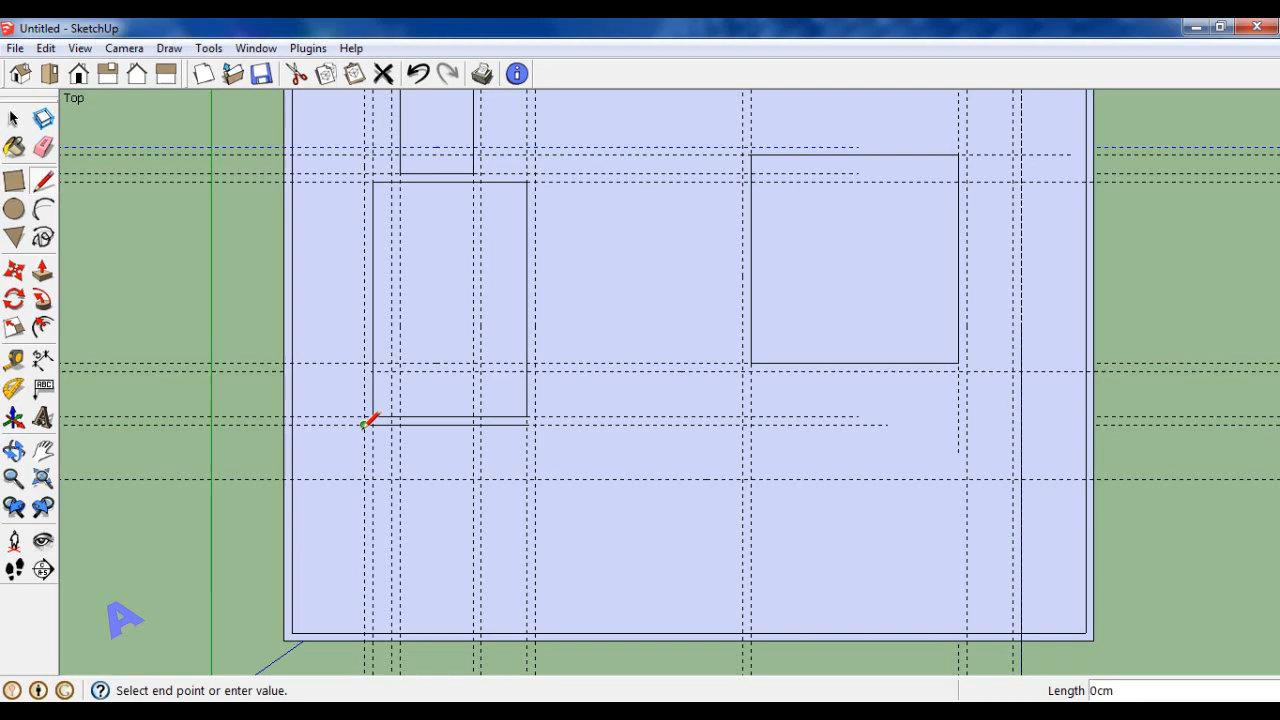 Untitled - SketchUp
File Edit View Camera Draw Tools Window Plugins Help
Top
ABC
A
A
Select end point or enter value.
Length 0cm